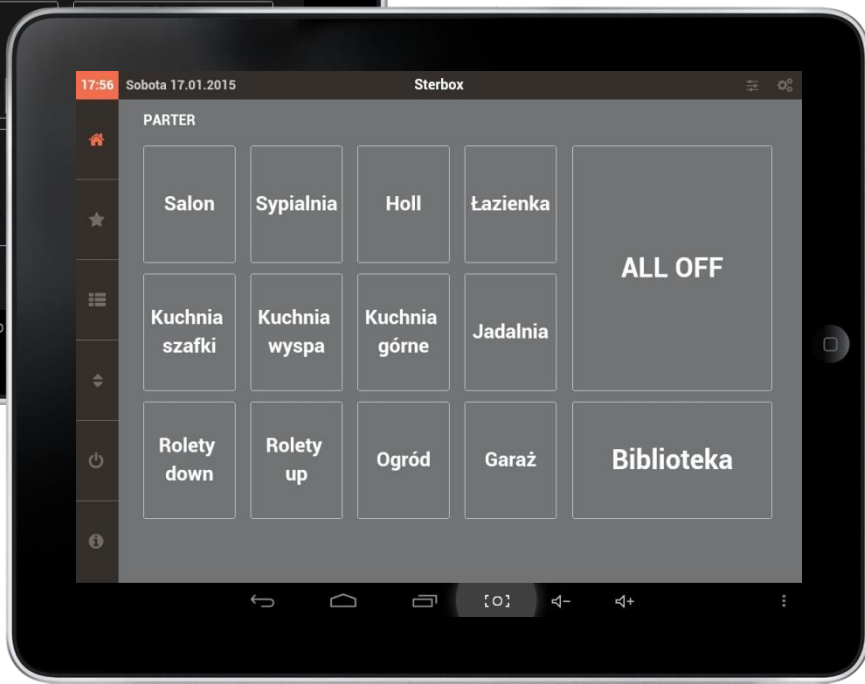 17:56 Sobota 17.01.2015 Sterbox
PARTER
Salon Sypialnia Holl Łazienka
ALL OFF
Kuchnia szafki
Kuchnia wyspa
Kuchnia górne
Jadalnia
Rolety down
Rolety up
Ogród
Garaż
Biblioteka